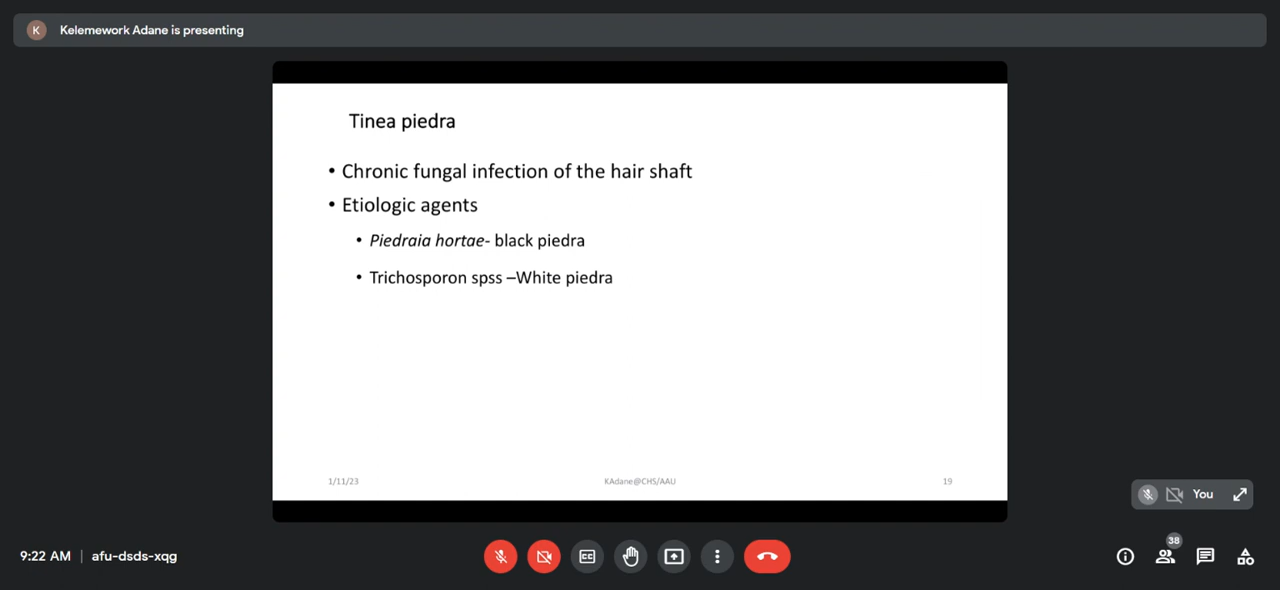 K Kelemework Adane is presenting
Tinea piedra
• Chronic fungal infection of the hair shaft
• Etiologic agents
• Piedraia hortae- black piedra
• Trichosporon spss –White piedra
1/11/23 KAdane@CHS/AAU 19
You
38
9:22 AM | afu-dsds-xqg CC